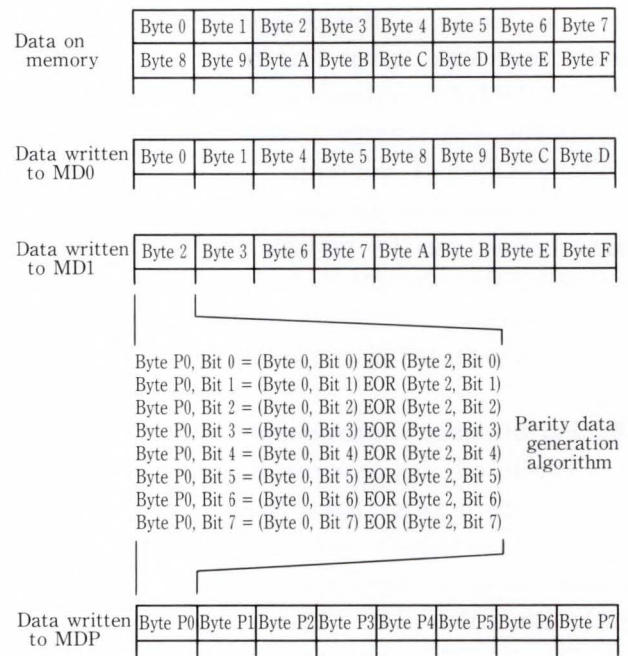 Data on memory
Byte 0 Byte 1 Byte 2 Byte 3 Byte 4 Byte 5 Byte 6 Byte 7
Byte 8 Byte 9 Byte A Byte B Byte C Byte D Byte E Byte F
Data written to MD0
Byte 0 Byte 1 Byte 4 Byte 5 Byte 8 Byte 9 Byte C Byte D
Data written to MD1
Byte 2 Byte 3 Byte 6 Byte 7 Byte A Byte B Byte E Byte F
Byte P0, Bit 0 = (Byte 0, Bit 0) EOR (Byte 2, Bit 0)
Byte P0, Bit 1 = (Byte 0, Bit 1) EOR (Byte 2, Bit 1)
Byte P0, Bit 2 = (Byte 0, Bit 2) EOR (Byte 2, Bit 2)
Byte P0, Bit 3 = (Byte 0, Bit 3) EOR (Byte 2, Bit 3)
Byte P0, Bit 4 = (Byte 0, Bit 4) EOR (Byte 2, Bit 4)
Byte P0, Bit 5 = (Byte 0, Bit 5) EOR (Byte 2, Bit 5)
Byte P0, Bit 6 = (Byte 0, Bit 6) EOR (Byte 2, Bit 6)
Byte P0, Bit 7 = (Byte 0, Bit 7) EOR (Byte 2, Bit 7)
Parity data
generation
algorithm
Data written to MDP
Byte P0 Byte P1 Byte P2 Byte P3 Byte P4 Byte P5 Byte P6 Byte P7